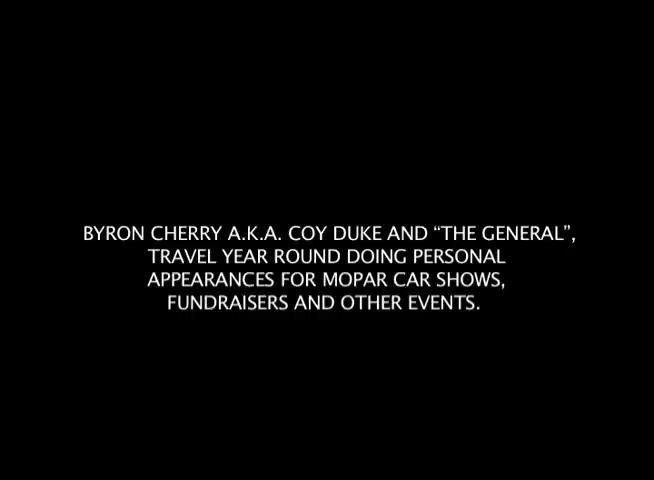 BYRON CHERRY A.K.A. COY DUKE AND “THE GENERAL”,
TRAVEL YEAR ROUND DOING PERSONAL
APPEARANCES FOR MOPAR CAR SHOWS,
FUNDRAISERS AND OTHER EVENTS.